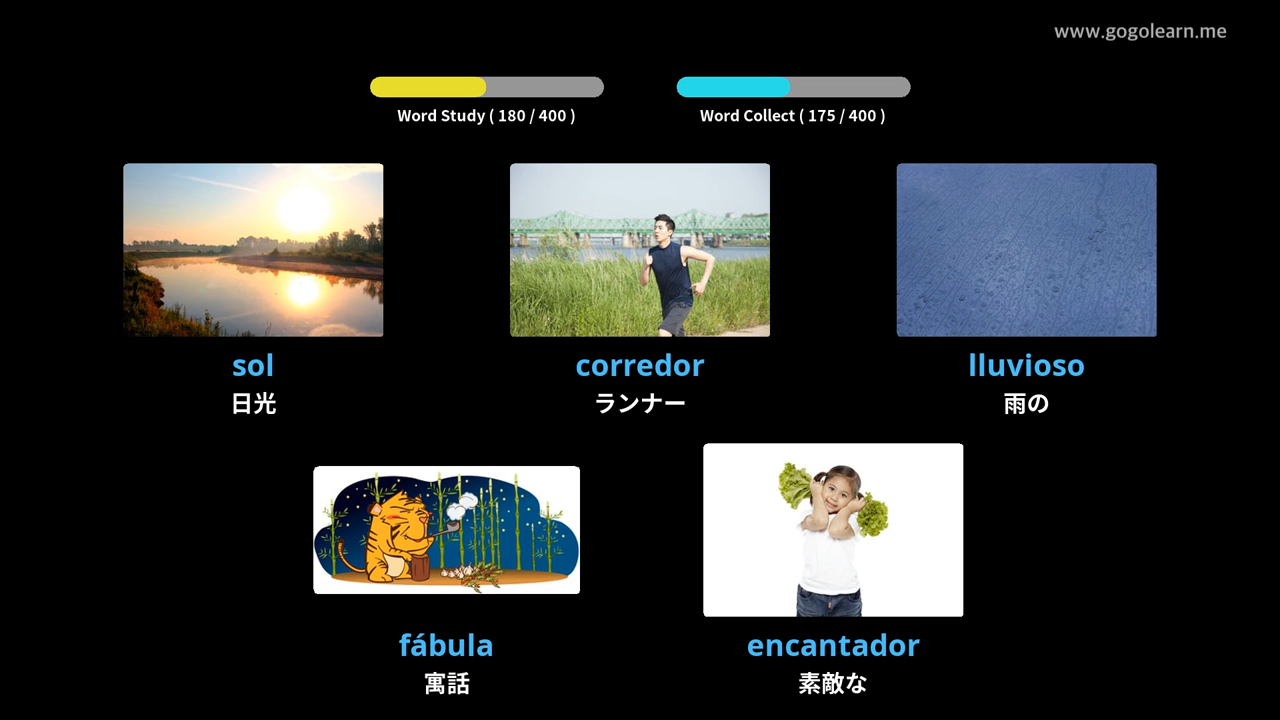 www.gogolearn.me
Word Study ( 180 / 400 )
Word Collect ( 175 / 400 )
sol
日光
corredor
ランナー
lluvioso
雨の
fábula
寓話
encantador
素敵な